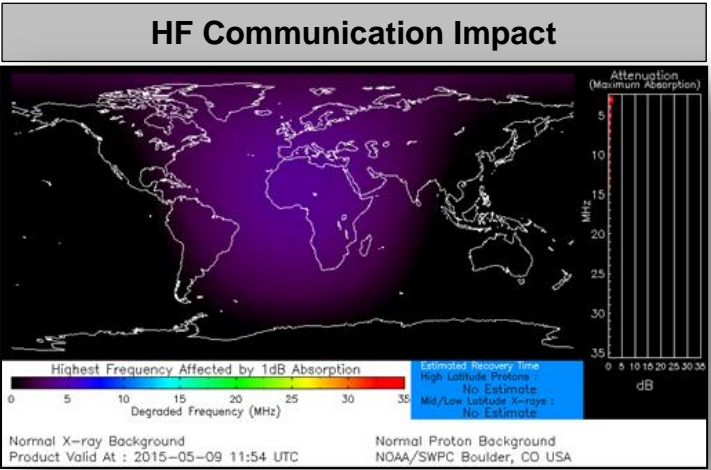 HF Communication Impact
Attenuation
(Maximum Absorption)
5
10
15
20
25
30
35
MHz
0 5 10 15 20 25 30 35
dB
Highest Frequency Affected by 1dB Absorption
0 5 10 15 20 25 30 35
Degraded Frequency (MHz)
Estimated Recovery Time
High Latitude Protons :
No Estimate
Mid/Low Latitude X-rays :
No Estimate
Normal X-ray Background
Normal Proton Background
Product Valid At : 2015-05-09 11:54 UTC
NOAA/SWPC Boulder, CO USA